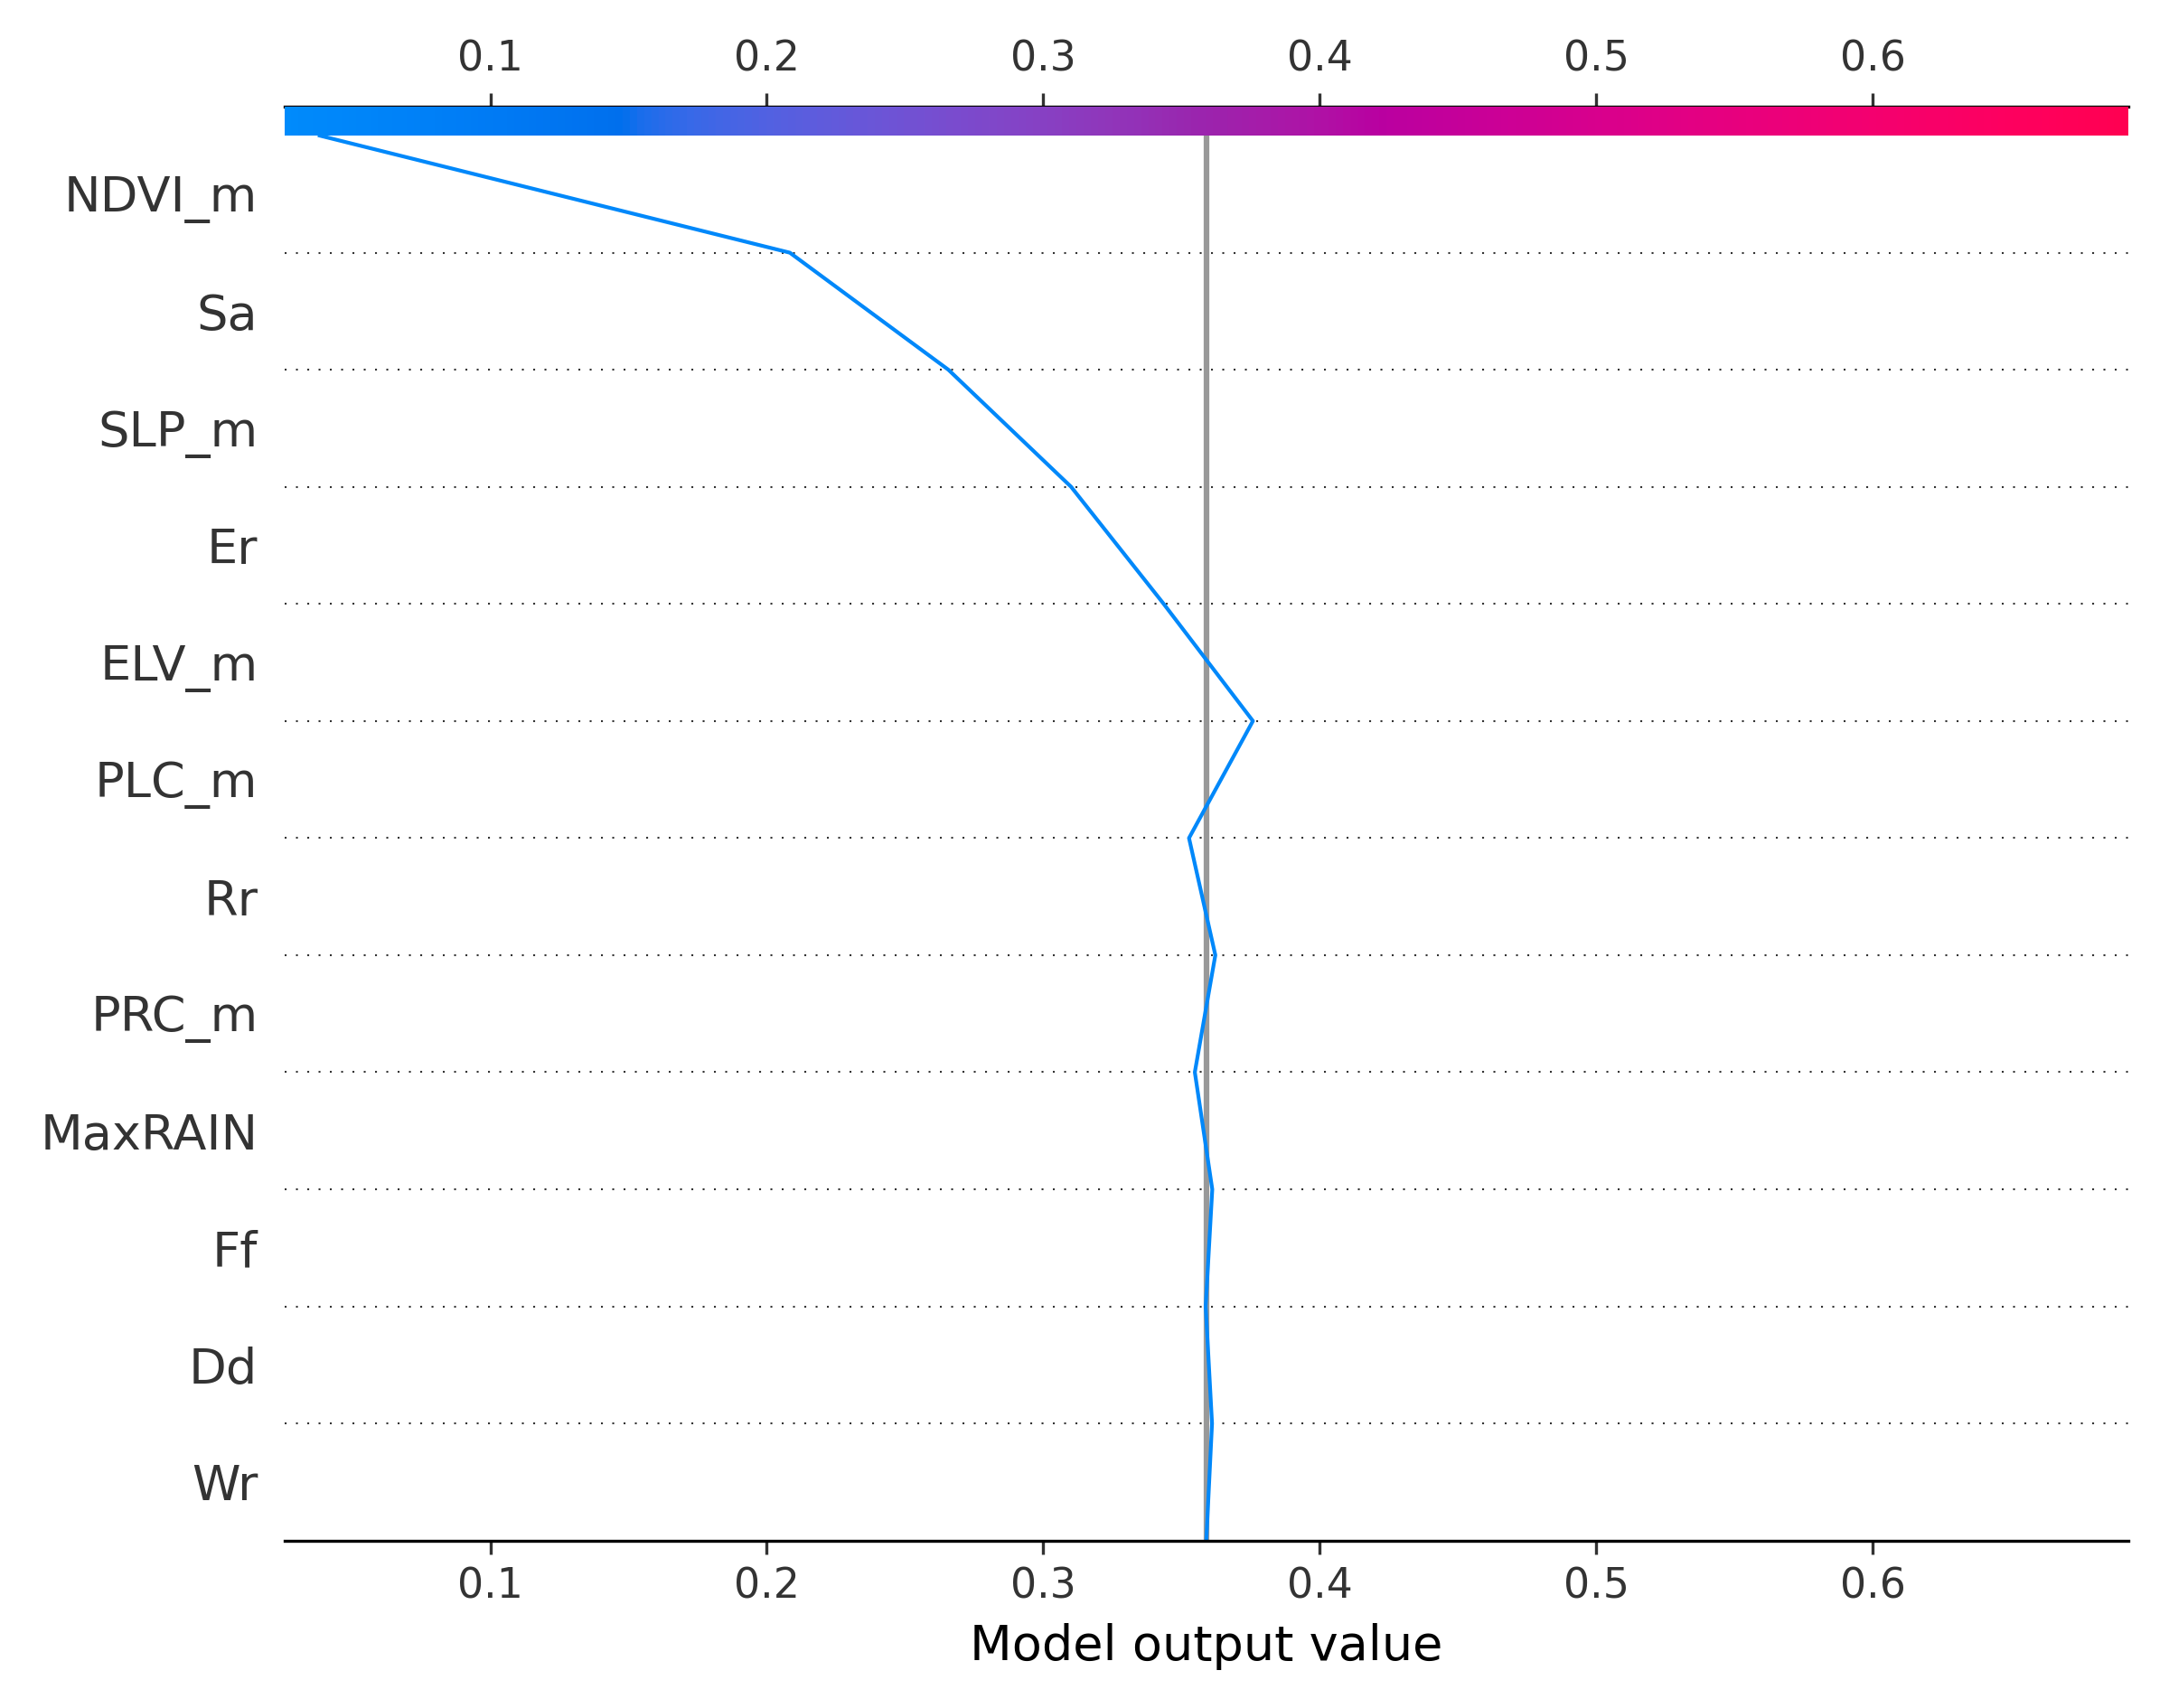 0.1 0.2 0.3 0.4 0.5 0.6
NDVI_m
Sa
SLP_m
Er
ELV_m
PLC_m
Rr
PRC_m
MaxRAIN
Ff
Dd
Wr
0.1 0.2 0.3 0.4 0.5 0.6
Model output value